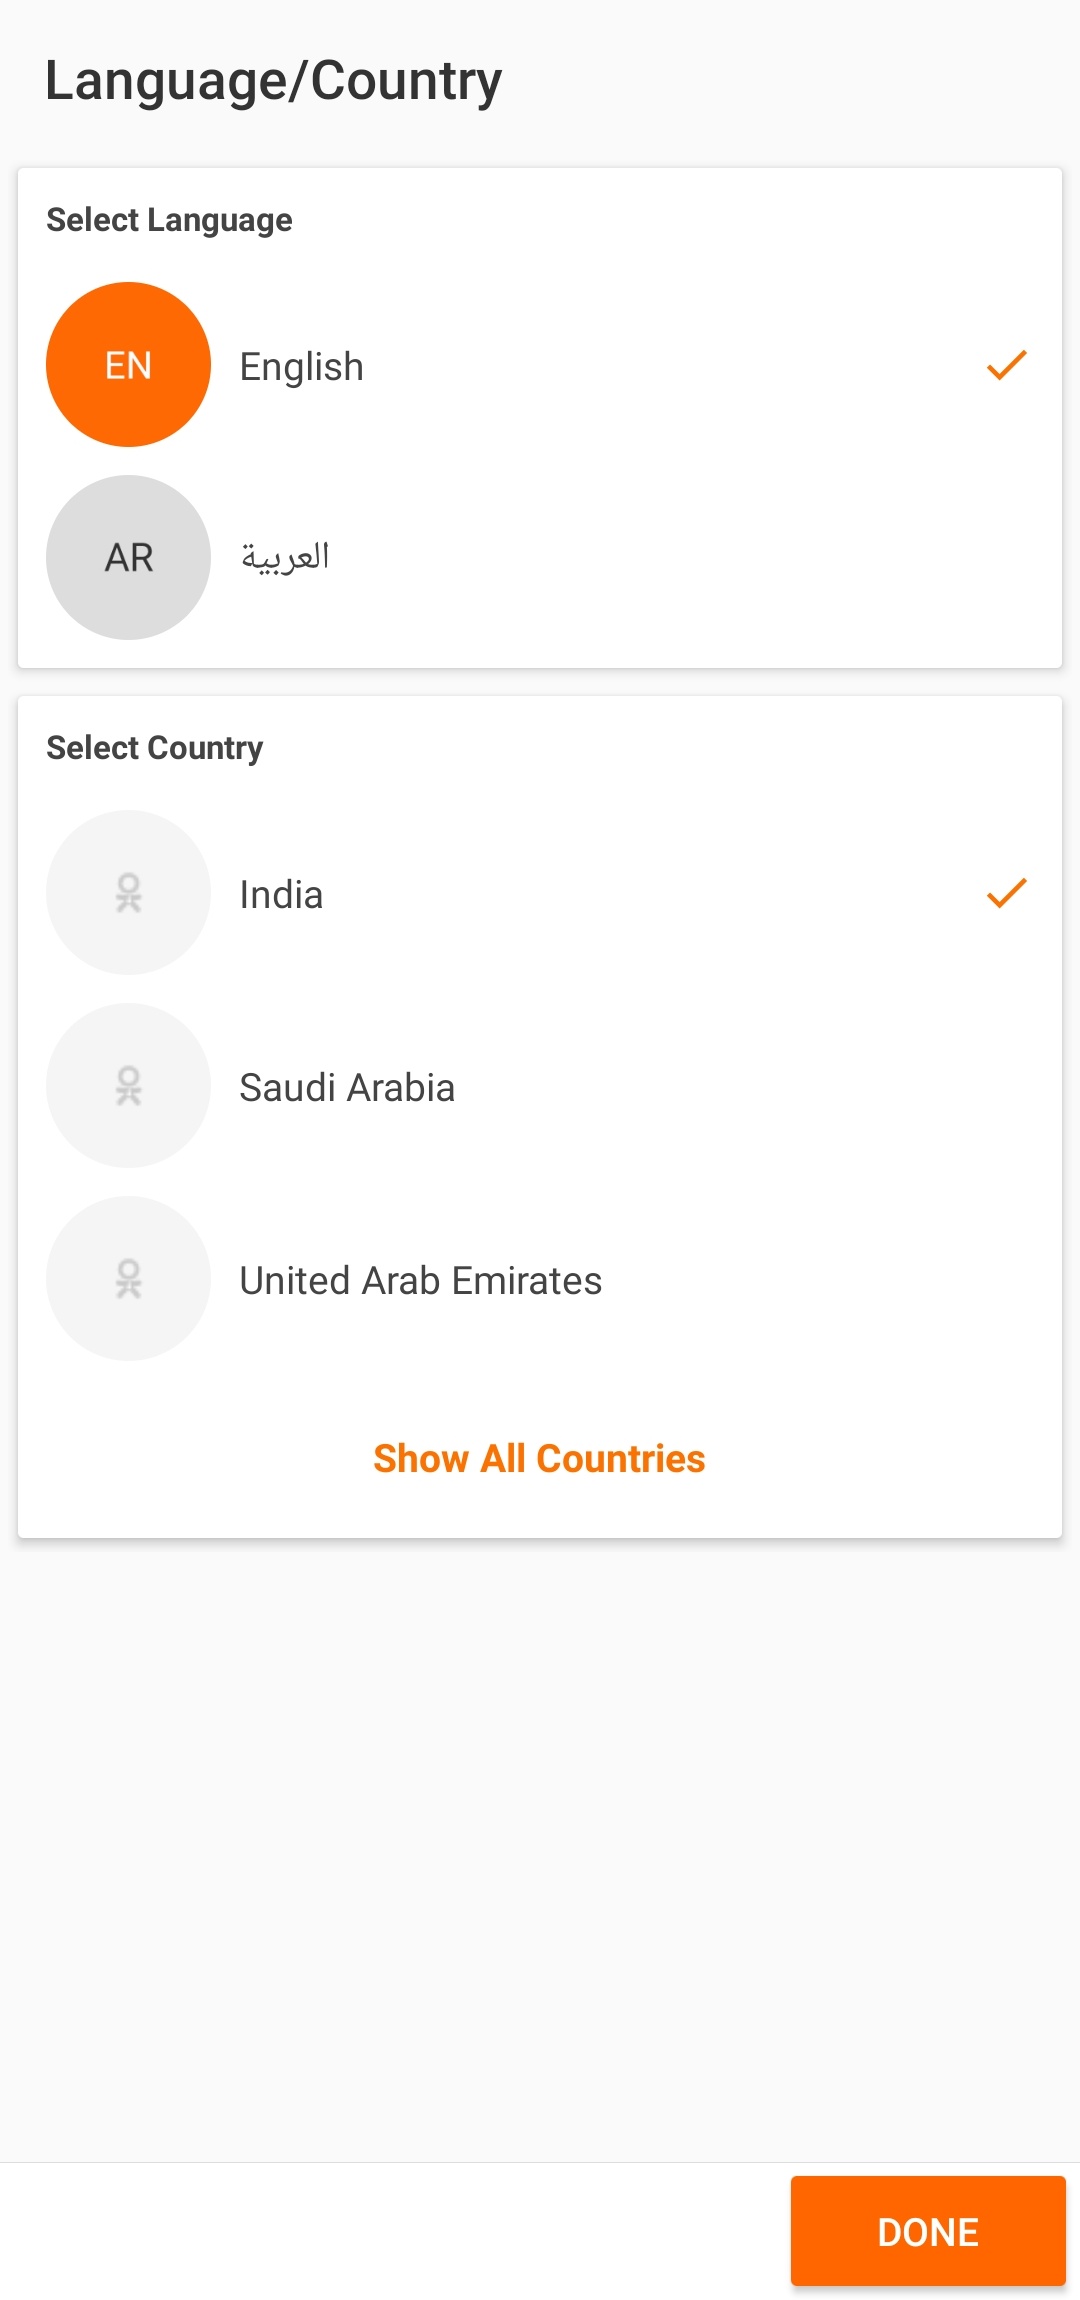 Language/Country
Select Language
EN
English
AR
العربية
Select Country
India
Saudi Arabia
United Arab Emirates
Show All Countries
DONE